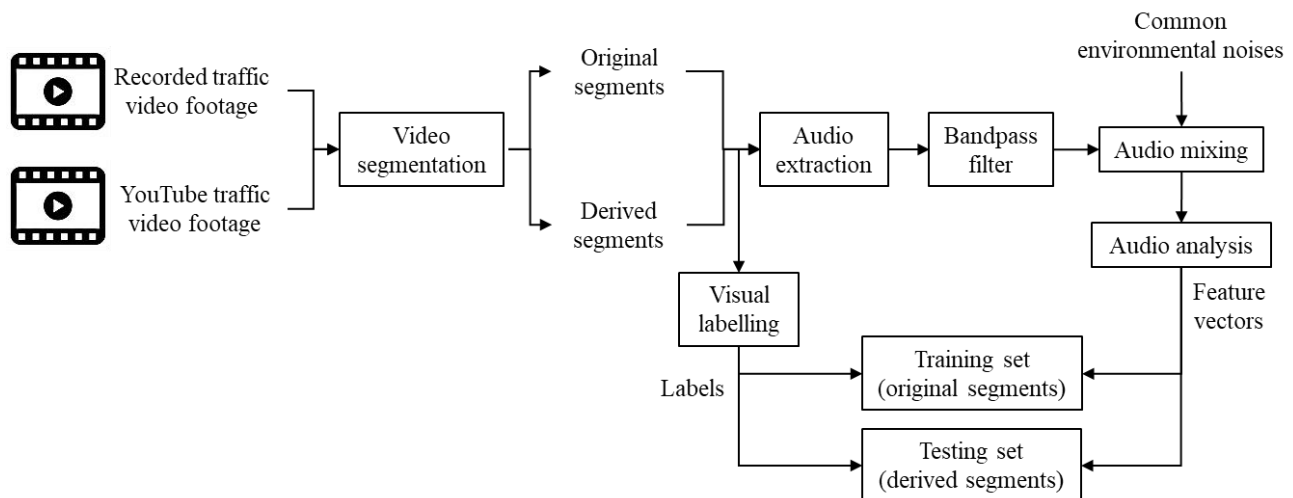 Recorded traffic
video footage
YouTube traffic
video footage
Video
segmentation
Original
segments
Derived
segments
Audio
extraction
Bandpass
filter
Common
environmental noises
Audio mixing
Audio analysis
Feature
vectors
Visual
labelling
Labels
Training set
(original segments)
Testing set
(derived segments)